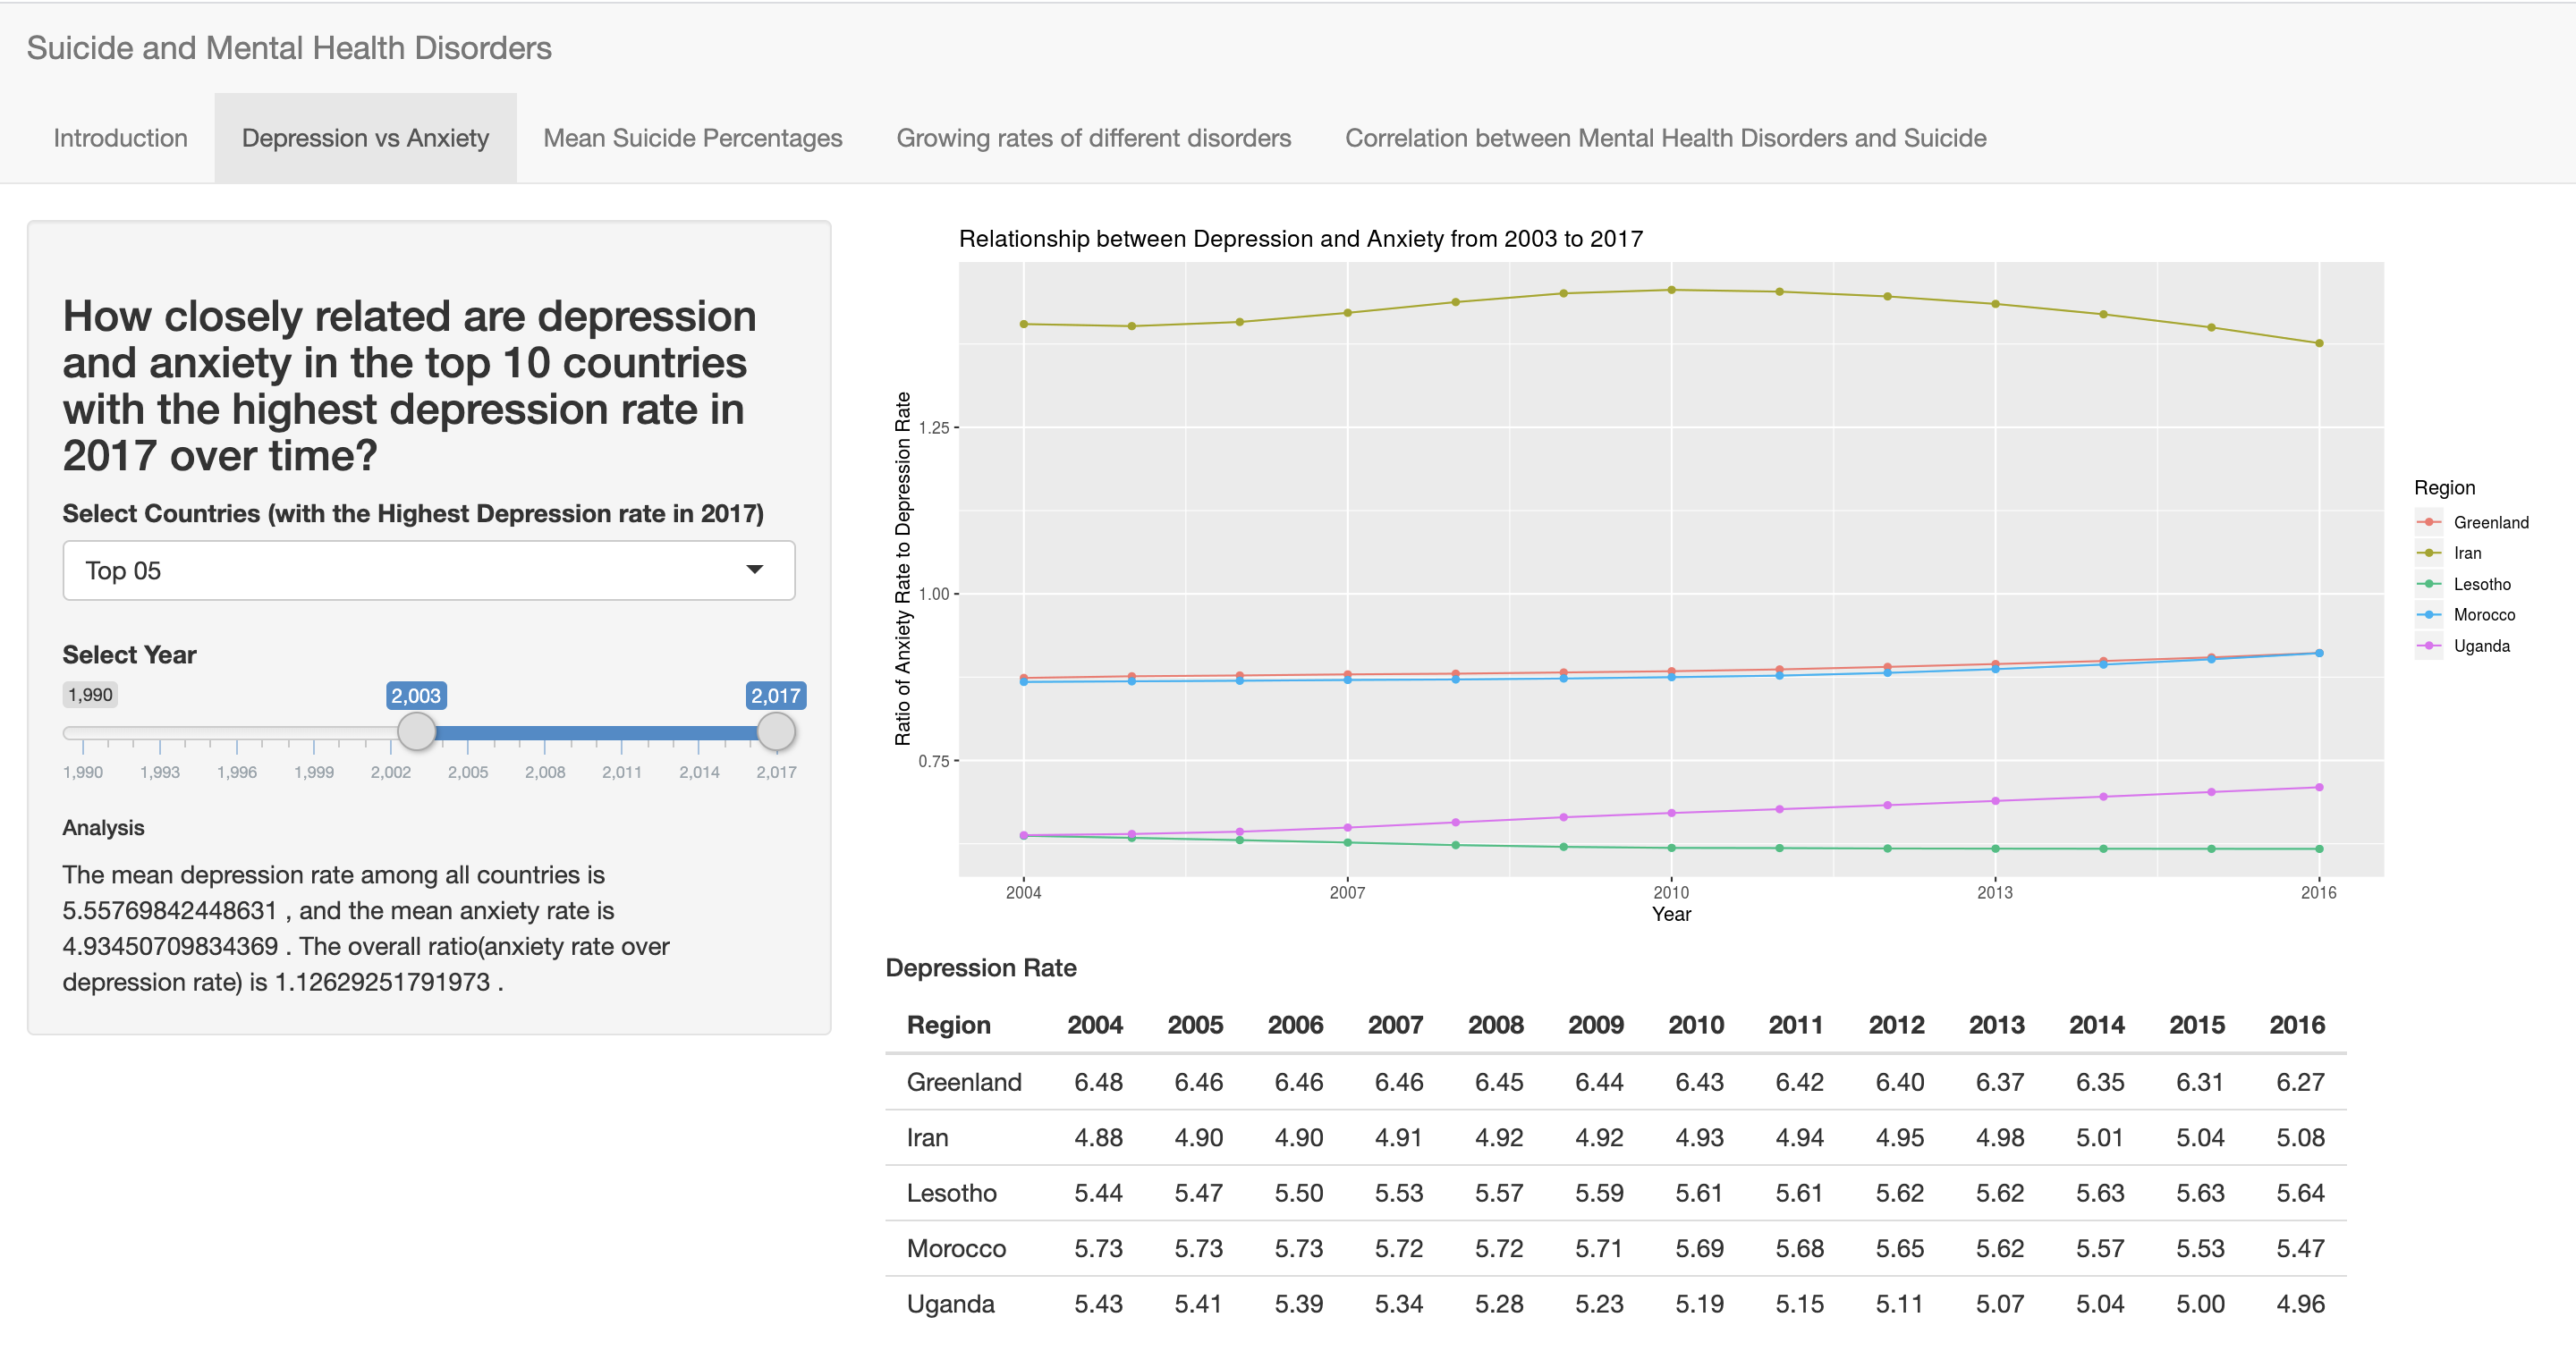 Suicide and Mental Health Disorders
Introduction
Depression vs Anxiety
Mean Suicide Percentages
Growing rates of different disorders
Correlation between Mental Health Disorders and Suicide
How closely related are depression
and anxiety in the top 10 countries
with the highest depression rate in
2017 over time?
Select Countries (with the Highest Depression rate in 2017)
Top 05
Select Year
1,990
2,003
2,017
1,990 1,993 1,996 1,999 2,002 2,005 2,008 2,011 2,014 2,017
Analysis
The mean depression rate among all countries is
5.55769842448631 , and the mean anxiety rate is
4.93450709834369 . The overall ratio(anxiety rate over
depression rate) is 1.12629251791973 .
Relationship between Depression and Anxiety from 2003 to 2017
Ratio of Anxiety Rate to Depression Rate
1.25
1.00
0.75
2004 2007 2010 2013 2016
Year
Region
Greenland
Iran
Lesotho
Morocco
Uganda
Depression Rate
Region 2004 2005 2006 2007 2008 2009 2010 2011 2012 2013 2014 2015 2016
Greenland 6.48 6.46 6.46 6.46 6.45 6.44 6.43 6.42 6.40 6.37 6.35 6.31 6.27
Iran 4.88 4.90 4.90 4.91 4.92 4.92 4.93 4.94 4.95 4.98 5.01 5.04 5.08
Lesotho 5.44 5.47 5.50 5.53 5.57 5.59 5.61 5.61 5.62 5.62 5.63 5.63 5.64
Morocco 5.73 5.73 5.73 5.72 5.72 5.71 5.69 5.68 5.65 5.62 5.57 5.53 5.47
Uganda 5.43 5.41 5.39 5.34 5.28 5.23 5.19 5.15 5.11 5.07 5.04 5.00 4.96